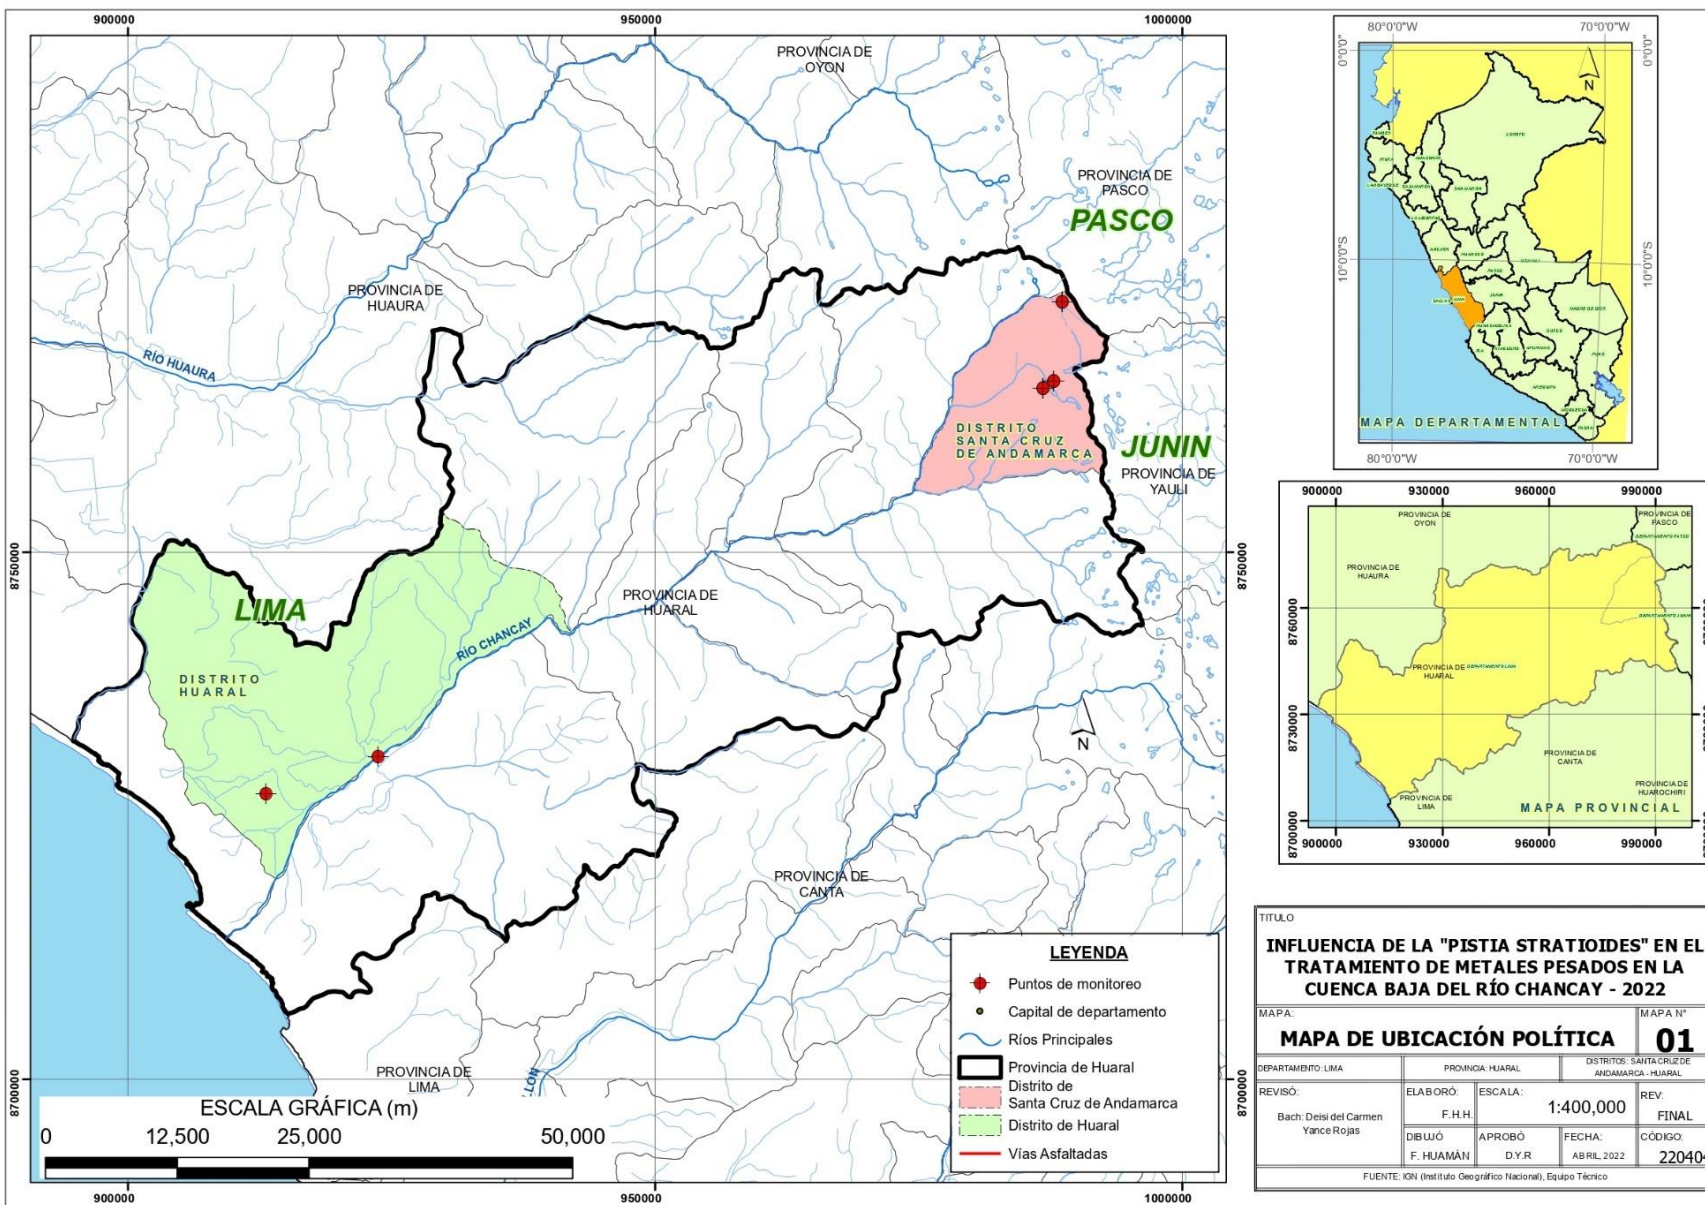 900000
950000
1000000
PROVINCIA DE
OYON
PROVINCIA DE
PASCO
PASCO
PROVINCIA DE
HUAURA
RÍO HUAURA
DISTRITO
SANTA CRUZ
DE ANDAMARCA
JUNIN
PROVINCIA DE
YAULI
8750000
8750000
LIMA
PROVINCIA DE
HUARAL
RÍO CHANCAY
DISTRITO
HUARAL
N
PROVINCIA DE
CANTA
PROVINCIA DE
LIMA
LLON
8700000
8700000
ESCALA GRÁFICA (m)
0 12,500 25,000 50,000
900000
950000
1000000
LEYENDA
Puntos de monitoreo
Capital de departamento
Ríos Principales
Provincia de Huaral
Distrito de
Santa Cruz de Andamarca
Distrito de Huaral
Vías Asfaltadas
80°0'0"W 70°0'0"W
0°0'0"
0°0'0"
N
LORETO
10°0'0"S
10°0'0"S
MAPA DEPARTAMENTAL
80°0'0"W 70°0'0"W
900000 930000 960000 990000
PROVINCIA DE
OYON
PROVINCIA DE
PASCO
PROVINCIA DE
HUAURA
8760000
PROVINCIA DE
HUARAL
DEPARTAMENTO LIMA
8730000
PROVINCIA DE
CANTA
PROVINCIA DE
HUAROCHIRI
PROVINCIA DE
LIMA
MAPA PROVINCIAL
8700000
900000 930000 960000 990000
TITULO
INFLUENCIA DE LA "PISTIA STRATIOIDES" EN EL
TRATAMIENTO DE METALES PESADOS EN LA
CUENCA BAJA DEL RÍO CHANCAY - 2022
MAPA:
MAPA DE UBICACIÓN POLÍTICA
MAPA N°
01
DEPARTAMENTO: LIMA
PROVINCIA: HUARAL
DISTRITOS: SANTA CRUZ DE
ANDAMARCA - HUARAL
REVISÓ:
Bach: Deisi del Carmen
Yance Rojas
ELABORÓ:
F.H.H.
ESCALA:
1:400,000
REV:
FINAL
DIBUJÓ
F. HUAMÁN
APROBÓ
D.Y.R
FECHA:
ABRIL, 2022
CÓDIGO:
220404
FUENTE: IGN (Instituto Geográfico Nacional), Equipo Técnico